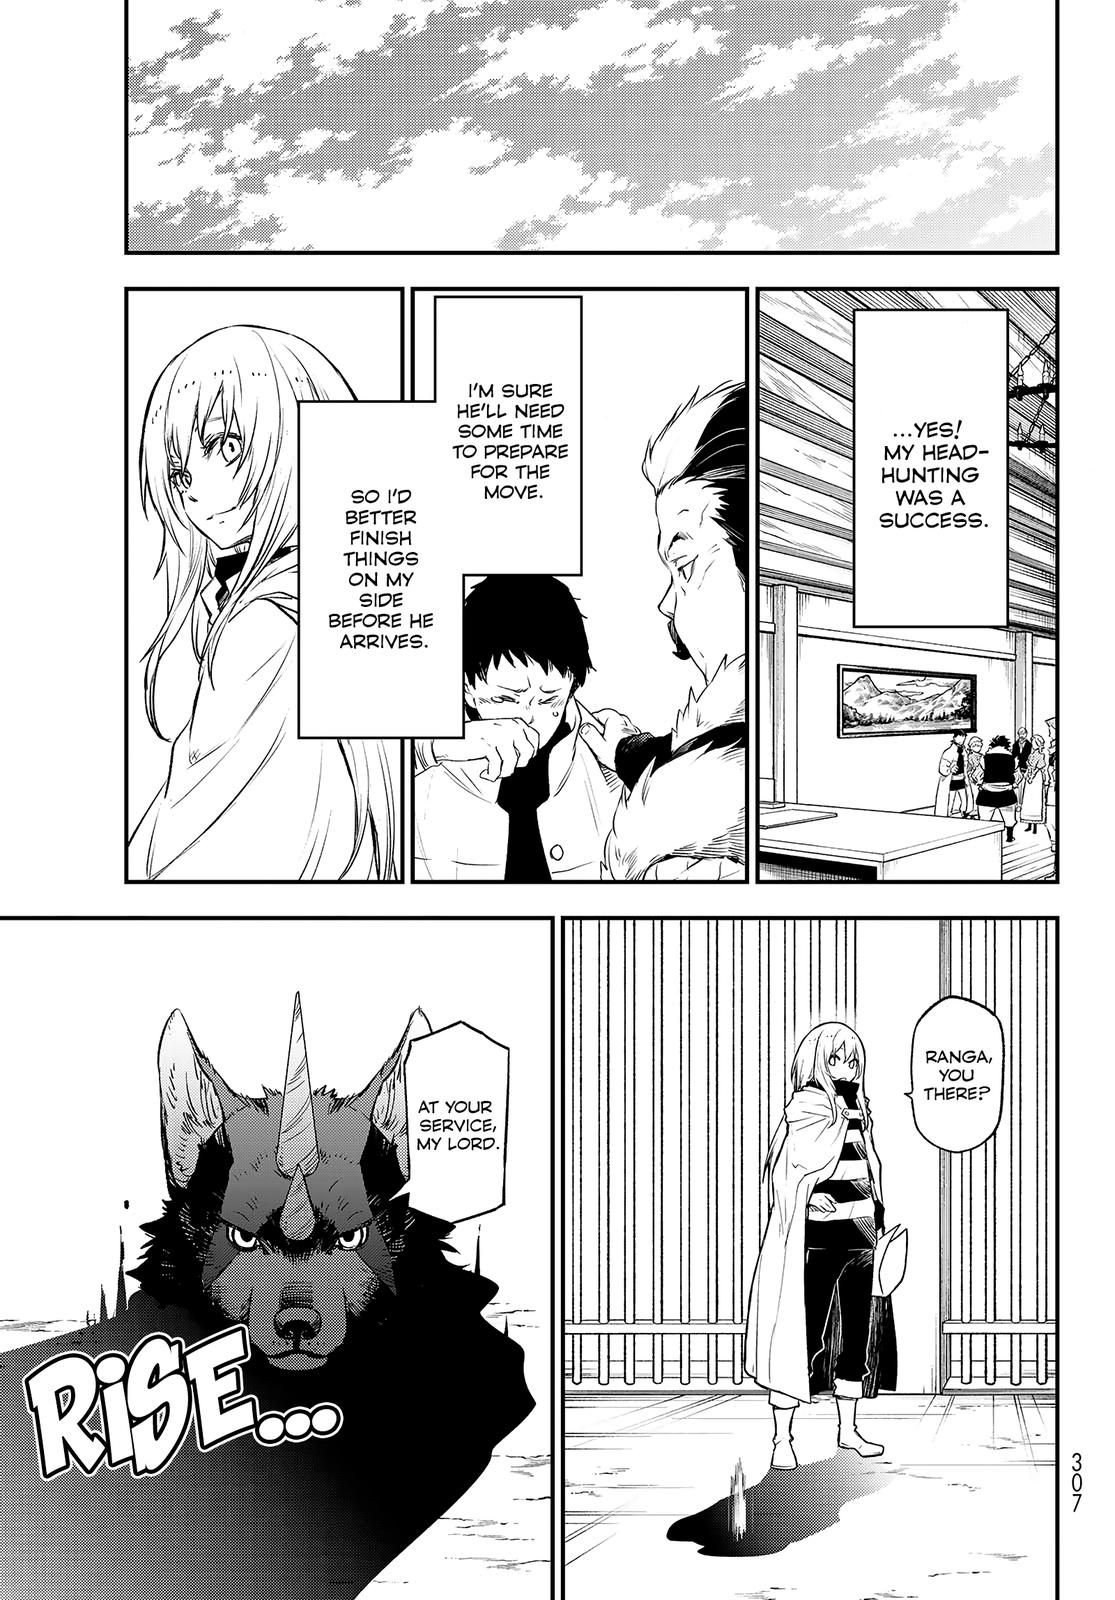 ...YES!
MY HEAD-
HUNTING
WAS A
SUCCESS.
I'M SURE
HE'LL NEED
SOME TIME
TO PREPARE
FOR THE
MOVE.
SO I'D
BETTER
FINISH
THINGS
ON MY
SIDE
BEFORE HE
ARRIVES.
RANGA,
YOU
THERE?
AT YOUR
SERVICE,
MY LORD.
RISE...
307